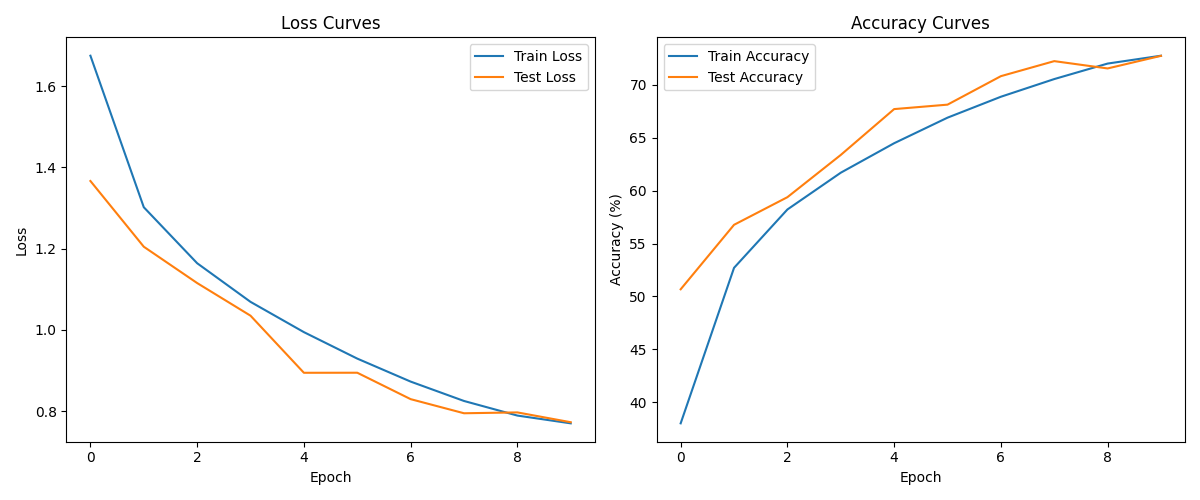 Loss Curves
Train Loss
Test Loss
1.6
1.4
1.2
1.0
0.8
Loss
0 2 4 6 8
Epoch
Accuracy Curves
Train Accuracy
Test Accuracy
70
65
60
55
50
45
40
Accuracy (%)
0 2 4 6 8
Epoch